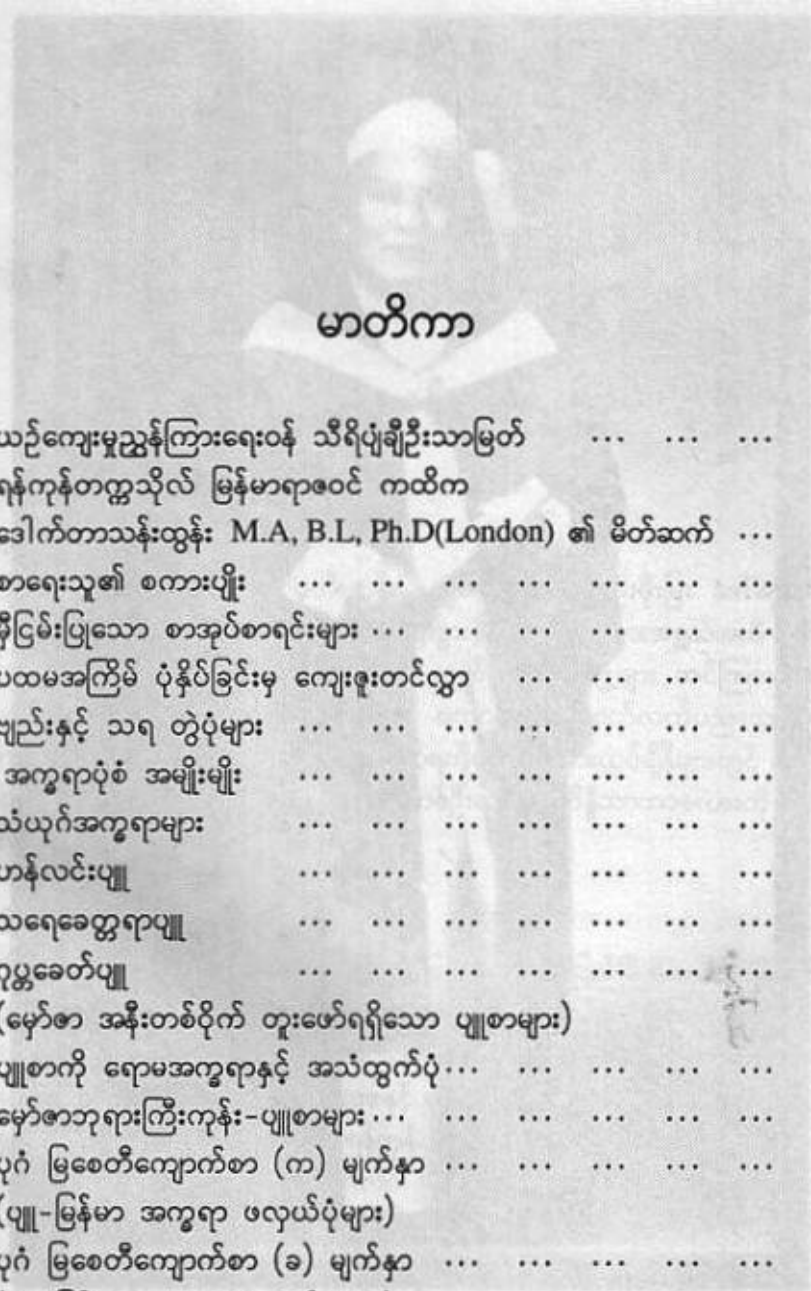 မာတိကာ
ယဉ်ကျေးမှုညွှန်ကြားရေးဝန် သီရိပျံချီဦးသာမြတ် ... ... ...
ရန်ကုန်တက္ကသိုလ် မြန်မာရာဇဝင် ကထိက
ဒေါက်တာသန်းထွန်း M.A, B.L, Ph.D(London) ၏ မိတ်ဆက် ...
စာရေးသူ၏ စကားပျိုး ... ... ... ... ... ... ...
မှီငြမ်းပြုသော စာအုပ်စာရင်းများ ... ... ... ... ... ...
ပထမအကြိမ် ပုံနှိပ်ခြင်းမှ ကျေးဇူးတင်လွှာ ... ... ... ...
ဗျည်းနှင့် သရ တွဲပုံများ ... ... ... ... ... ... ...
အက္ခရာပုံစံ အမျိုးမျိုး ... ... ... ... ... ... ...
သံယုဂ်အက္ခရာများ ... ... ... ... ... ... ...
ဟန်လင်းပျူ ... ... ... ... ... ... ...
သရေခေတ္တရာပျူ ... ... ... ... ... ... ...
ဂုပ္တခေတ်ပျူ ... ... ... ... ... ... ...
(မှော်ဇာ အနီးတစ်ဝိုက် တူးဖော်ရရှိသော ပျူစာများ)
ပျူစာကို ရောမအက္ခရာနှင့် အသံထွက်ပုံ ... ... ... ... ...
မှော်ဇာဘုရားကြီးကုန်း-ပျူစာများ ... ... ... ... ... ...
ပုဂံ မြစေတီကျောက်စာ (က) မျက်နှာ ... ... ... ... ...
(ပျူ-မြန်မာ အက္ခရာ ဖလှယ်ပုံများ)
ပုဂံ မြစေတီကျောက်စာ (ခ) မျက်နှာ ... ... ... ... ...